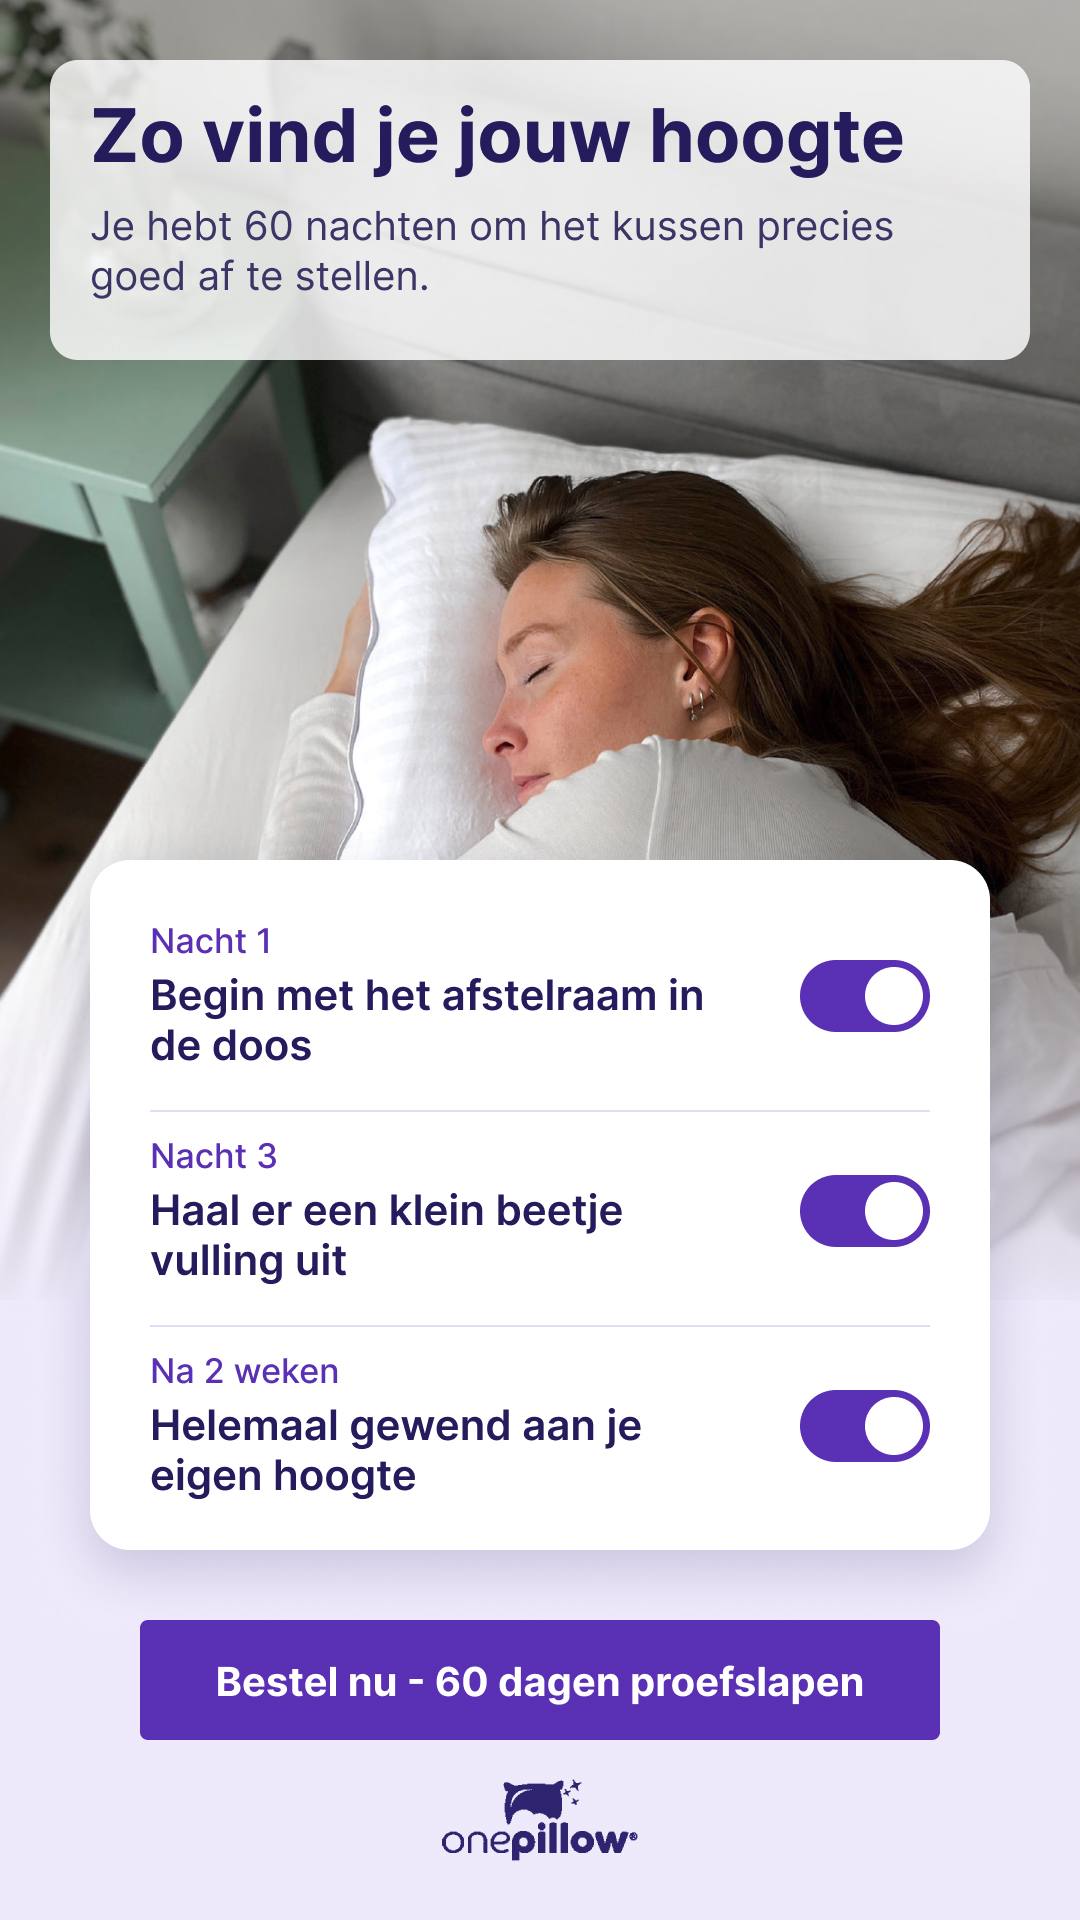 Zo vind je jouw hoogte
Je hebt 60 nachten om het kussen precies
goed af te stellen.
Nacht 1
Begin met het afstelraam in
de doos
Nacht 3
Haal er een klein beetje
vulling uit
Na 2 weken
Helemaal gewend aan je
eigen hoogte
Bestel nu - 60 dagen proefslapen
onepillow®